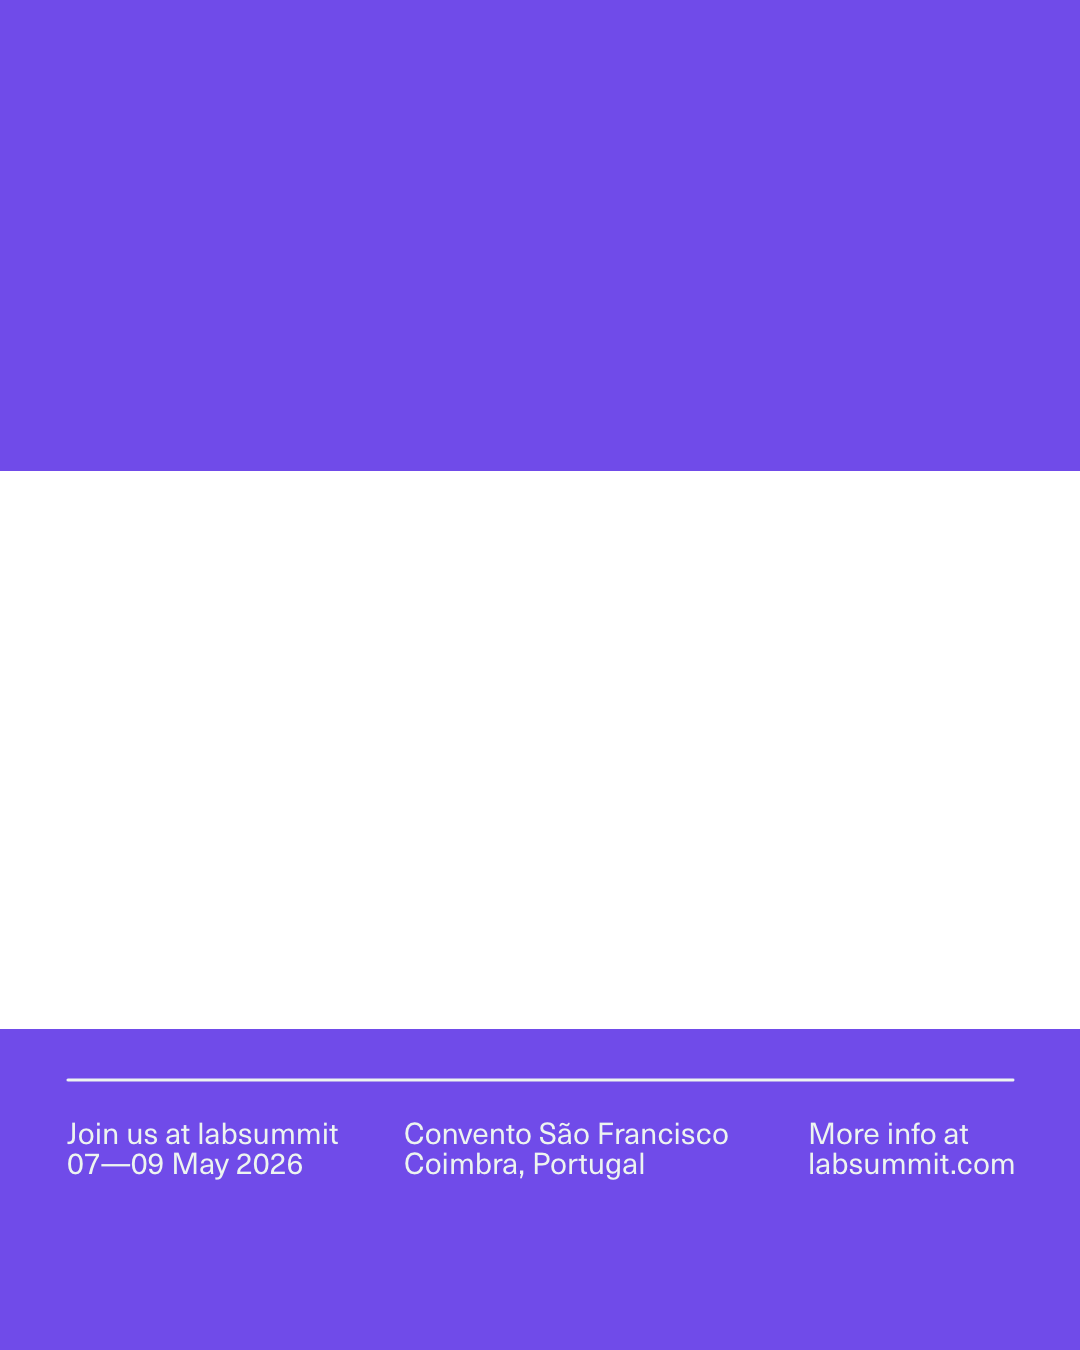 Join us at labsummit
07—09 May 2026
Convento São Francisco
Coimbra, Portugal
More info at
labsummit.com